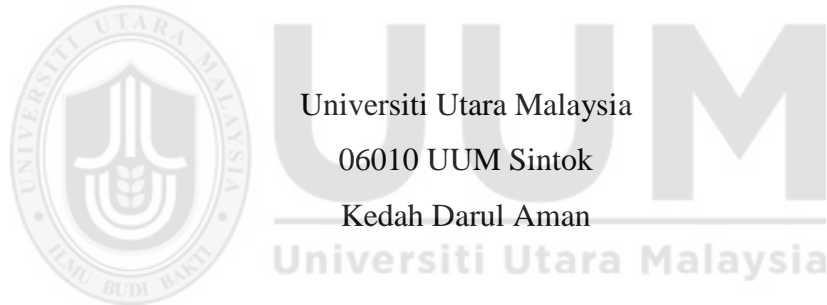 UNIVERSITI UTARA MALAYSIA
ILMU BUDI BAKTI
UUM
Universiti Utara Malaysia
Universiti Utara Malaysia
06010 UUM Sintok
Kedah Darul Aman